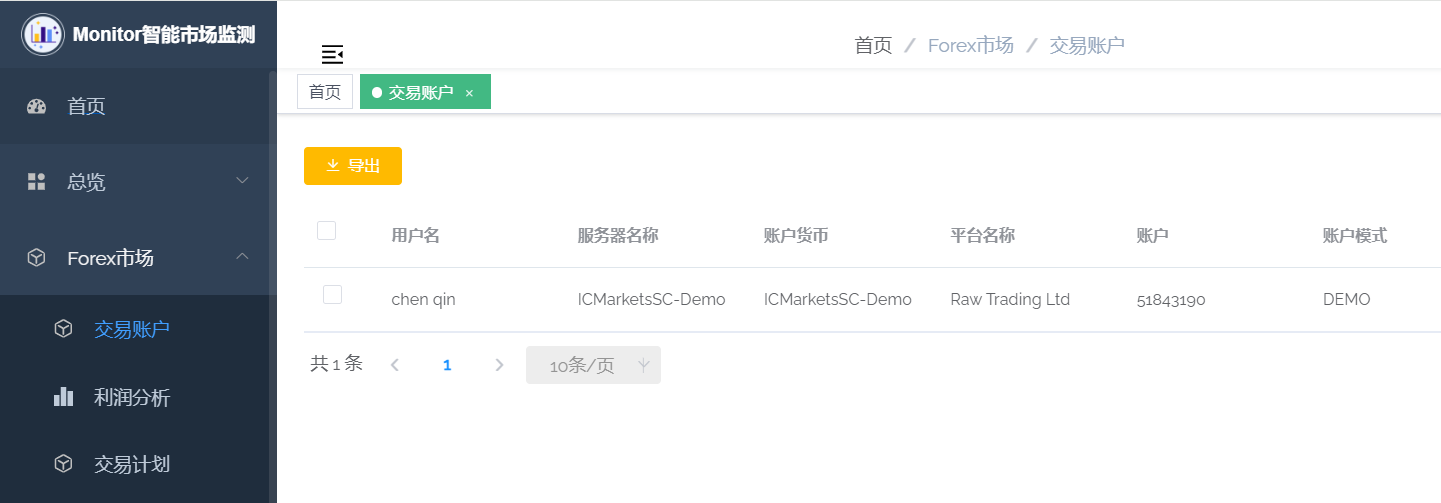 Monitor智能市场监测
首页
总览
Forex市场
交易账户
利润分析
交易计划
首页 / Forex市场 / 交易账户
首页 交易账户 ×
导出
用户名 服务器名称 账户货币 平台名称 账户 账户模式
chen qin ICMarketsSC-Demo ICMarketsSC-Demo Raw Trading Ltd 51843190 DEMO
共 1 条 1 10条/页